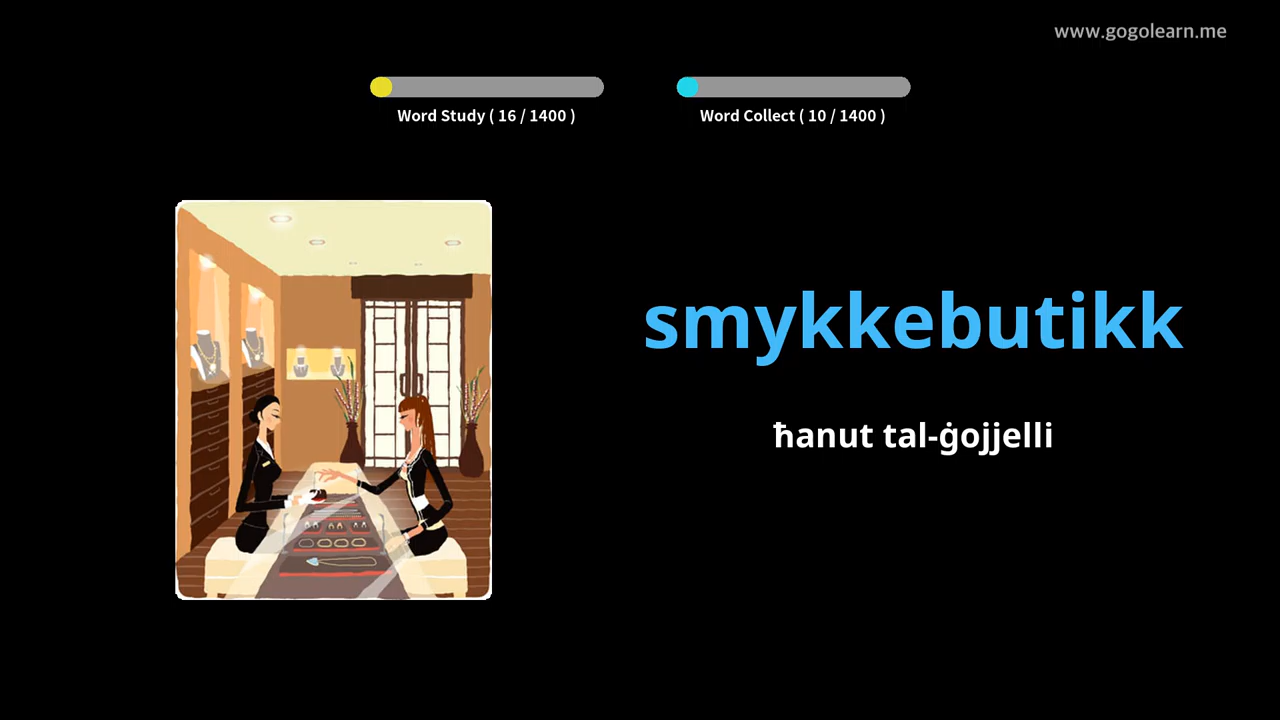 www.gogolearn.me
Word Study ( 16 / 1400 )
Word Collect ( 10 / 1400 )
smykkebutikk
ħanut tal-ġojjelli